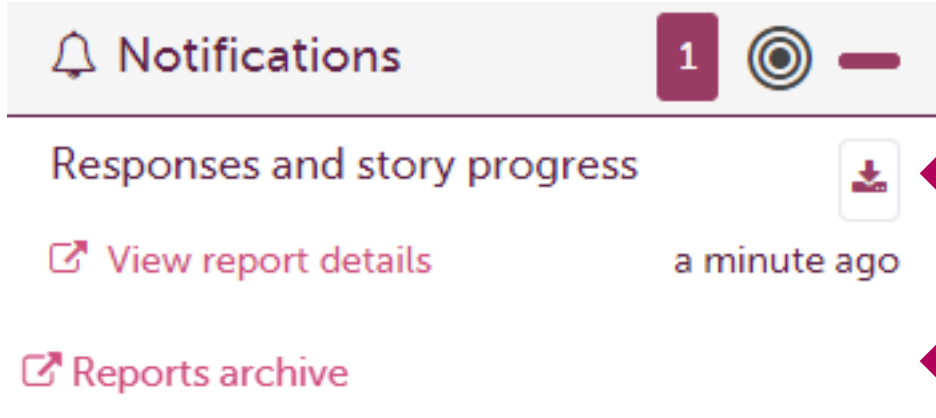 Notifications 1
Responses and story progress
View report details a minute ago
Reports archive